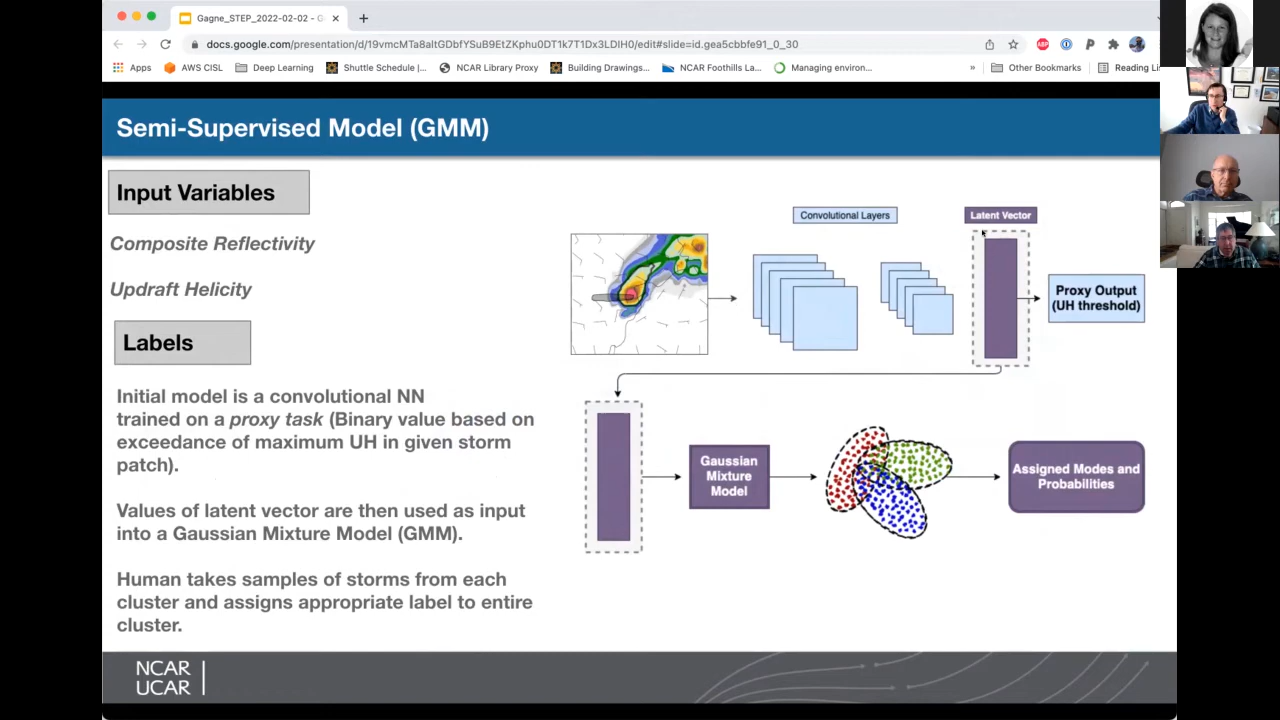 Gagne_STEP_2022-02-02 - G
docs.google.com/presentation/d/19vmcMTa8altGDbfYSuB9EtZKphu0DT1k7T1Dx3LDIH0/edit#slide=id.gea5cbbfe91_0_30
ABP
Apps
AWS CISL
Deep Learning
Shuttle Schedule |...
NCAR Library Proxy
Building Drawings...
NCAR Foothills La...
Managing environ...
»
Other Bookmarks
Reading Li
Semi-Supervised Model (GMM)
Input Variables
Composite Reflectivity
Updraft Helicity
Labels
Initial model is a convolutional NN
trained on a proxy task (Binary value based on
exceedance of maximum UH in given storm
patch).
Values of latent vector are then used as input
into a Gaussian Mixture Model (GMM).
Human takes samples of storms from each
cluster and assigns appropriate label to entire
cluster.
Convolutional Layers
Latent Vector
Proxy Output
(UH threshold)
Gaussian
Mixture
Model
Assigned Modes and
Probabilities
NCAR
UCAR